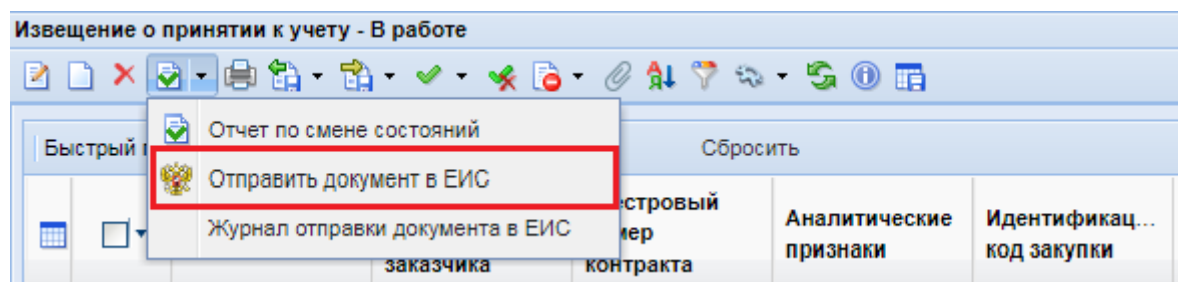 Извещение о принятии к учету - В работе
Отчет по смене состояний
Быстрый
Сбросить
Отправить документ в ЕИС
Журнал отправки документа в ЕИС
заказчика
номер
контракта
Аналитические
признаки
Идентификац...
код закупки